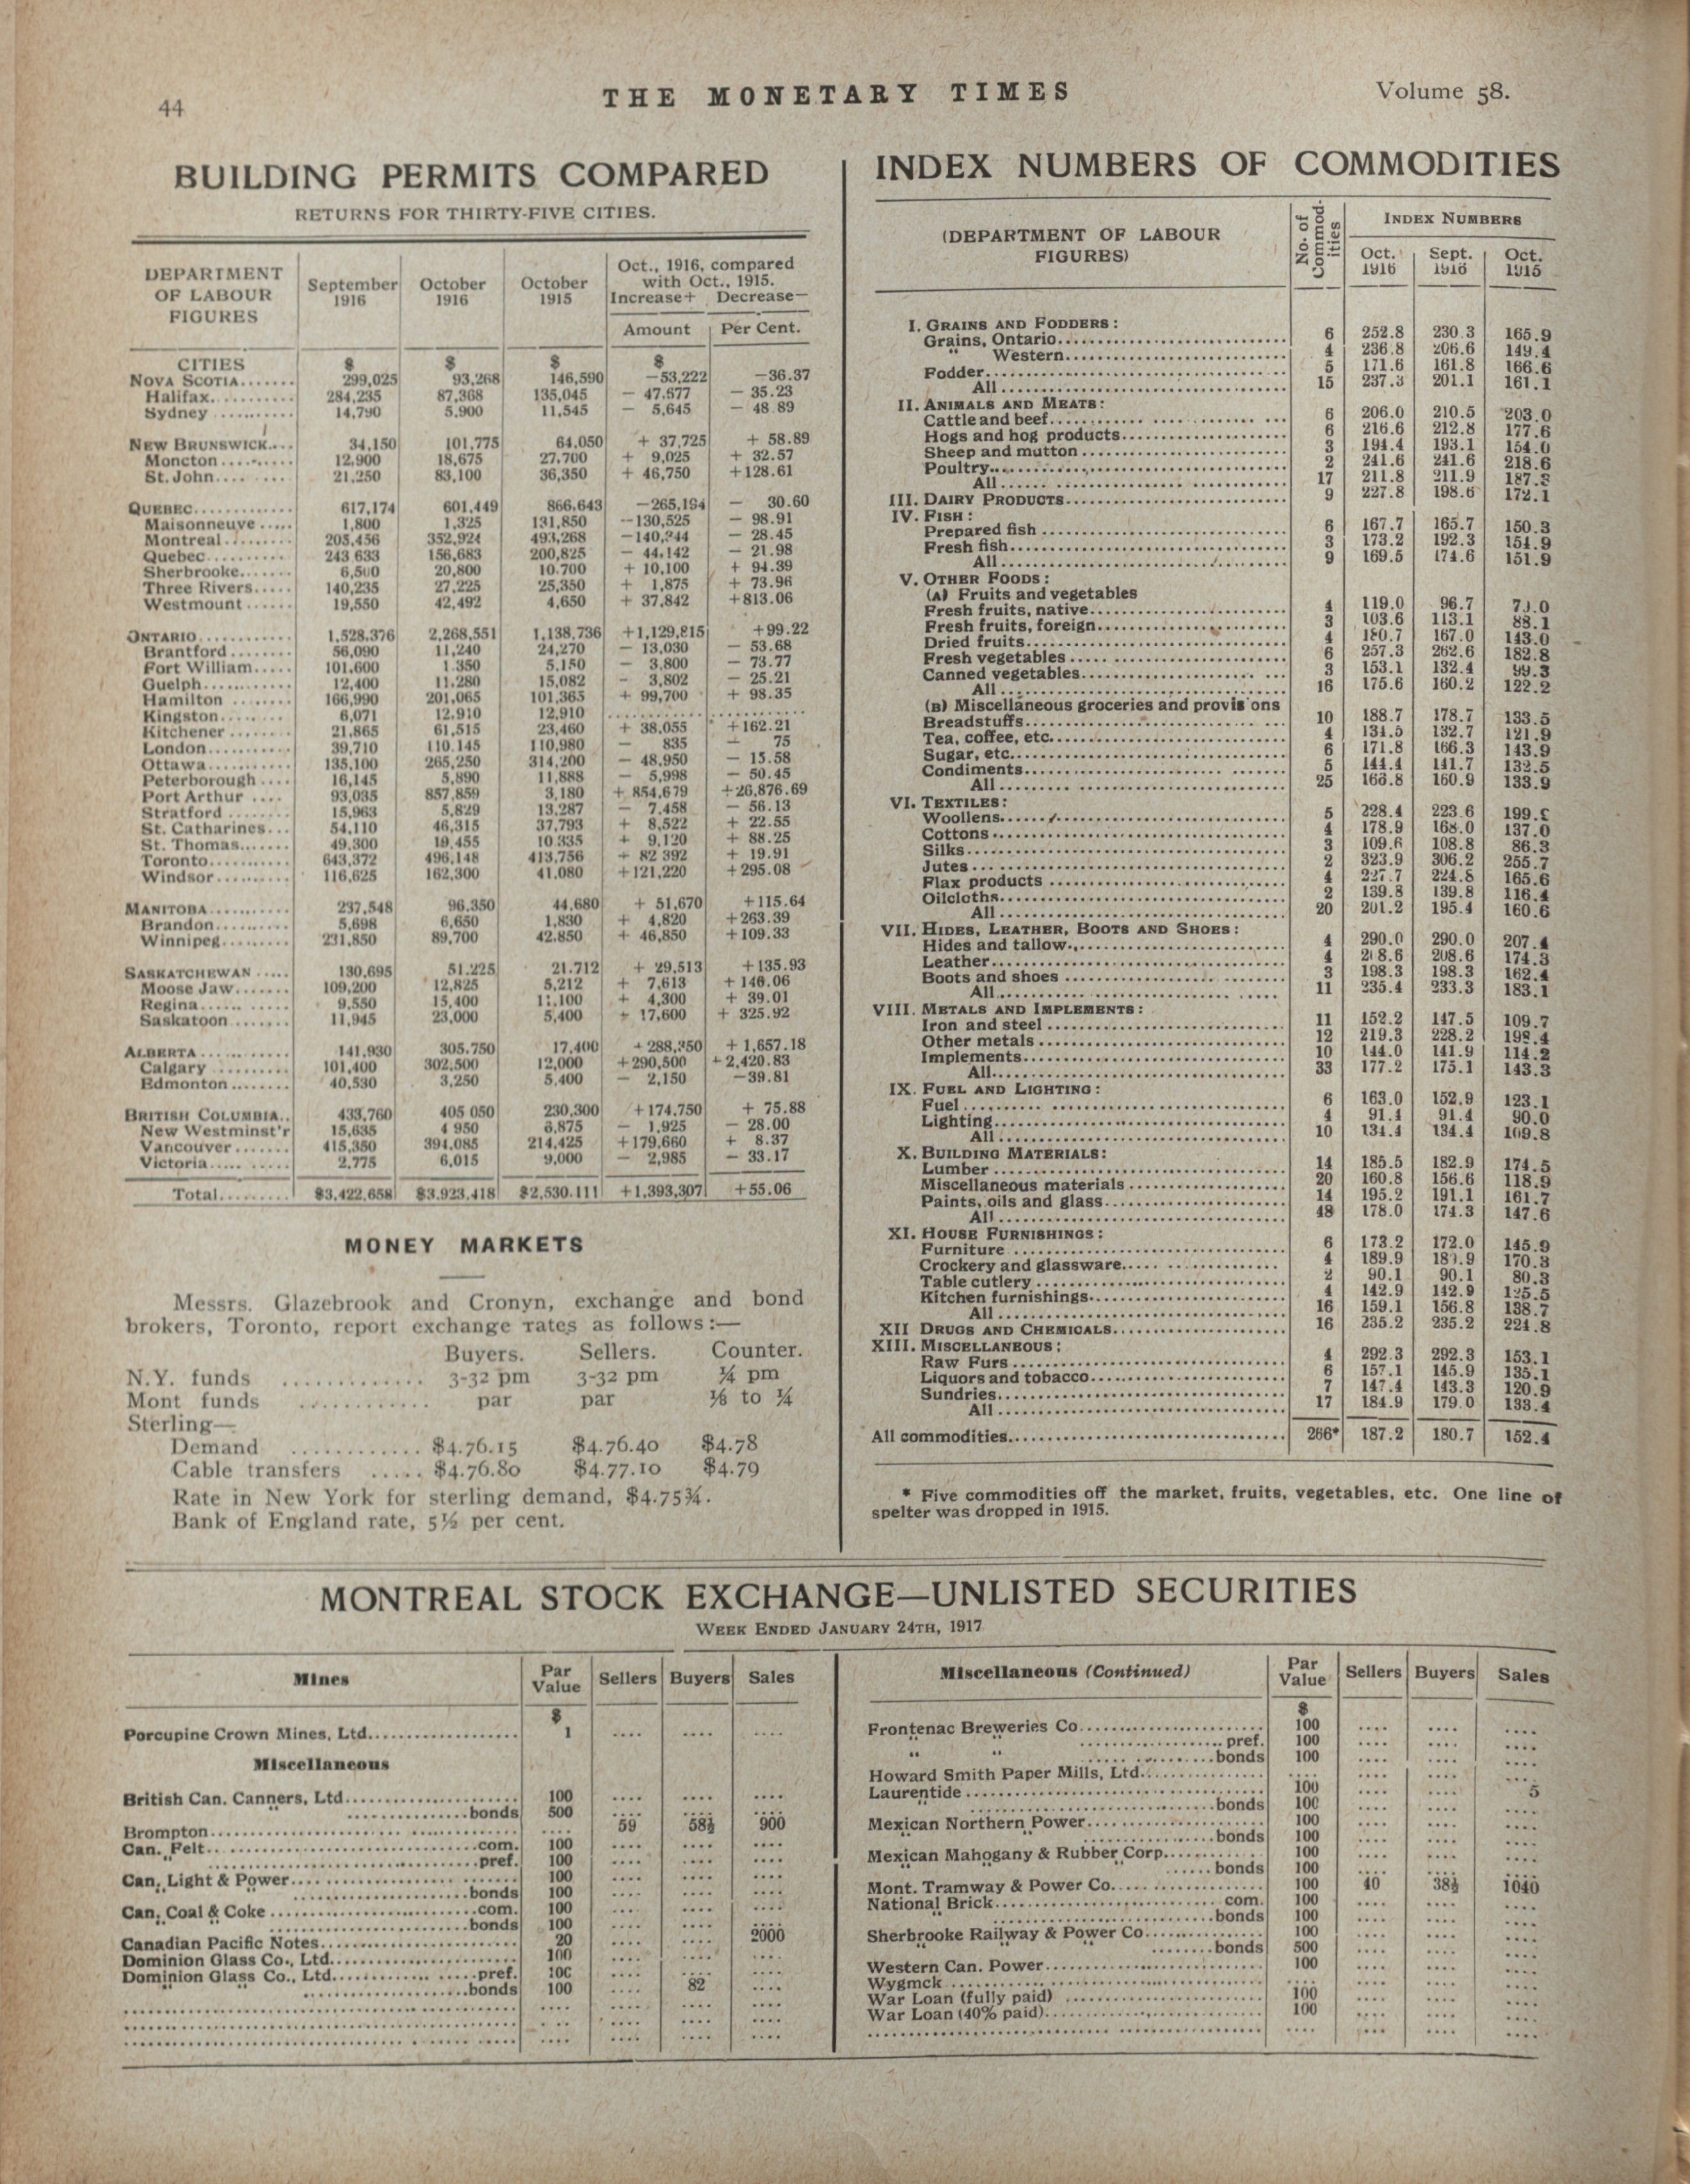 44
THE MONETARY TIMES
Volume 58.
BUILDING PERMITS COMPARED
RETURNS FOR THIRTY-FIVE CITIES.
DEPARTMENT OF LABOUR FIGURES September 1916 October 1916 October 1915 Oct., 1916, compared with Oct., 1915. Increase+ Decrease—
Amount Per Cent.
CITIES $ $ $ $
NOVA SCOTIA....... 299,025 93,268 146,590 —53,222 —36.37
Halifax.......... 284,235 87,368 135,045 — 47,677 — 35.23
Sydney .......... 14,790 5,900 11,545 — 5,645 — 48.89
NEW BRUNSWICK.... 34,150 101,775 64,050 + 37,725 + 58.89
Moncton.......... 12,900 18,675 27,700 + 9,025 + 32.57
St. John.... .... 21,250 83,100 36,350 + 46,750 +128.61
QUEBEC............ 617,174 601,449 866,643 —265,194 — 30.60
Maisonneuve ..... 1,800 1,325 131,850 --130,525 — 98.91
Montreal ........ 205,456 352,924 493,268 —140,344 — 28.45
Quebec.......... 243 633 156,683 200,825 — 44,142 — 21.98
Sherbrooke....... 6,500 20,800 10,700 + 10,100 + 94.39
Three Rivers..... 140,235 27,225 25,350 + 1,875 + 73.96
Westmount ...... 19,550 42,492 4,650 + 37,842 +813.06
ONTARIO............ 1,528,376 2,268,551 1,138,736 +1,129,815 +99.22
Brantford ........ 56,090 11,240 24,270 — 13,030 — 53.68
Fort William..... 101,600 1.350 5,150 — 3,800 — 73.77
Guelph............ 12,400 11,280 15,082 — 3,802 — 25.21
Hamilton ........ 166,990 201,065 101,365 + 99,700 + 98.35
Kingston......... 6,071 12,910 12,910 ............ ............
Kitchener ........ 21,865 61,515 23,460 + 38,055 +162.21
London........... 39,710 110.145 110,980 — 835 — 75
Ottawa........... 135,100 265,250 314,200 — 48,950 — 15.58
Peterborough .... 16,145 5,890 11,888 — 5,998 — 50.45
Port Arthur .... 93,035 857,859 3,180 + 854,679 +26,876.69
Stratford ........ 15,963 5,829 13,287 — 7,458 — 56.13
St. Catharines... 54,110 46,315 37,793 + 8,522 + 22.55
St. Thomas....... 49,300 19,455 10.335 + 9,120 + 88.25
Toronto........... 643,372 496,148 413,756 + 82 392 + 19.91
Windsor.......... 116,625 162,300 41,080 +121,220 +295.08
MANITOBA........... 237,548 96,350 44,680 + 51,670 +115.64
Brandon.......... 5,698 6,650 1,830 + 4,820 +263.39
Winnipeg......... 231,850 89,700 42,850 + 46,850 +109.33
SASKATCHEWAN ..... 130,695 51,225 21,712 + 29,513 +135.93
Moose Jaw....... 109,200 12,825 5,212 + 7,613 +146.06
Regina........... 9,550 15,400 11,100 + 4,300 + 39.01
Saskatoon ........ 11,945 23,000 5,400 + 17,600 + 325.92
ALBERTA............ 141,930 305,750 17,400 + 288,350 + 1,657.18
Calgary .......... 101,400 302,500 12,000 +290,500 +2,420.83
Edmonton ........ 40,530 3,250 5,400 — 2,150 —39.81
BRITISH COLUMBIA.. 433,760 405 050 230,300 +174,750 + 75.88
New Westminst'r 15,635 4 950 6,875 — 1,925 — 28.00
Vancouver ....... 415,350 394,085 214,425 +179,660 + 8.37
Victoria.......... 2,775 6,015 9,000 — 2,985 — 33.17
Total......... $3,422,658 $3,923,418 $2,530,111 +1,393,307 +55.06
MONEY MARKETS
Messrs. Glazebrook and Cronyn, exchange and bond
brokers, Toronto, report exchange rates as follows:—
Buyers. Sellers. Counter.
N.Y. funds ............. 3-32 pm 3-32 pm ¼ pm
Mont funds ............ par par ⅛ to ¼
Sterling—
Demand ............ $4.76.15 $4.76.40 $4.78
Cable transfers ..... $4.76.80 $4.77.10 $4.79
Rate in New York for sterling demand, $4.75¾.
Bank of England rate, 5½ per cent.
INDEX NUMBERS OF COMMODITIES
(DEPARTMENT OF LABOUR FIGURES) No. of Commodities INDEX NUMBERS
Oct. 1916 Sept. 1916 Oct. 1915
I. GRAINS AND FODDERS:
Grains, Ontario.......... 6 252.8 230.3 165.9
" Western.......... 4 236.8 206.6 149.4
Fodder.......... 5 171.6 161.8 166.6
All.......... 15 237.3 201.1 161.1
II. ANIMALS AND MEATS:
Cattle and beef.......... 6 206.0 210.5 203.0
Hogs and hog products.......... 6 216.6 212.8 177.6
Sheep and mutton.......... 3 194.4 193.1 154.0
Poultry.......... 2 241.6 241.6 218.6
All.......... 17 211.8 211.9 187.3
III. DAIRY PRODUCTS.......... 9 227.8 198.6 172.1
IV. FISH:
Prepared fish.......... 6 167.7 165.7 150.3
Fresh fish.......... 3 173.2 192.3 154.9
All.......... 9 169.5 174.6 151.9
V. OTHER FOODS:
(A) Fruits and vegetables
Fresh fruits, native.......... 4 119.0 96.7
Fresh fruits, foreign.......... 3 103.6 113.1 88.1
Dried fruits.......... 4 180.7 167.0 143.0
Fresh vegetables.......... 6 257.3 262.6 182.8
Canned vegetables.......... 3 153.1 132.4 99.3
All.......... 16 175.6 160.2 122.2
(B) Miscellaneous groceries and provis ons
Breadstuffs.......... 10 188.7 178.7 133.5
Tea, coffee, etc.......... 4 134.5 132.7 121.9
Sugar, etc.......... 6 171.8 166.3 143.9
Condiments.......... 5 144.4 141.7 132.5
All.......... 25 166.8 160.9 133.9
VI. TEXTILES:
Woollens.......... 5 228.4 223 6
Cottons.......... 4 178.9 168.0 137.0
Silks.......... 3 109.6 108.8 86.3
Jutes.......... 2 323.9 306.2 255.7
Flax products.......... 4 227.7 224.8 165.6
Oilcloths.......... 2 139.8 139.8 116.4
All.......... 20 201.2 195.4 160.6
VII. HIDES, LEATHER, BOOTS AND SHOES:
Hides and tallow.......... 4 290.0 290.0 207.4
Leather.......... 4 218.6 208.6 174.3
Boots and shoes.......... 3 198.3 198.3 162.4
All.......... 11 235.4 233.3 183.1
VIII. METALS AND IMPLEMENTS:
Iron and steel.......... 11 152.2 147.5 109.7
Other metals.......... 12 219.3 228.2
Implements.......... 10 144.0 141.9 114.2
All.......... 33 177.2 175.1 143.3
IX. FUEL AND LIGHTING:
Fuel.......... 6 163.0 152.9 123.1
Lighting.......... 4 91.4 91.4 90.0
All.......... 10 134.4 134.4 109.8
X. BUILDING MATERIALS:
Lumber.......... 14 185.5 182.9 174.5
Miscellaneous materials.......... 20 160.8 156.6 118.9
Paints, oils and glass.......... 14 195.2 191.1 161.7
All.......... 48 178.0 174.3 147.6
XI. HOUSE FURNISHINGS:
Furniture.......... 6 173.2 172.0 145.9
Crockery and glassware.......... 4 189.9 189.9 170.3
Table cutlery.......... 2 90.1 90.1 80.3
Kitchen furnishings.......... 4 142.9 142.9 125.5
All.......... 16 159.1 156.8 138.7
XII DRUGS AND CHEMICALS.......... 16 235.2 235.2 224.8
XIII. MISCELLANEOUS:
Raw Furs.......... 4 292.3 292.3 153.1
Liquors and tobacco.......... 6 157.1 145.9 135.1
Sundries.......... 7 147.4 143.3 120.9
All.......... 17 184.9 179.0 133.4
All commodities.......... 266* 187.2 180.7 152.4
* Five commodities off the market, fruits, vegetables, etc. One line of
spelter was dropped in 1915.
MONTREAL STOCK EXCHANGE—UNLISTED SECURITIES
WEEK ENDED JANUARY 24TH, 1917
Mines Par Value Sellers Buyers Sales
$
Porcupine Crown Mines, Ltd.......... 1 .... .... ....
Miscellaneous
British Can. Canners, Ltd.......... 100 .... .... ....
" ..........bonds 500 .... .... ....
Brompton.......... .... 59 58½ 900
Can. Felt..........com. 100 .... .... ....
" ..........pref. 100 .... .... ....
Can. Light & Power.......... 100 .... .... ....
" " ..........bonds 100 .... .... ....
Can. Coal & Coke ..........com. 100 .... .... ....
" " ..........bonds 100 .... .... ....
Canadian Pacific Notes.......... 20 .... .... 2000
Dominion Glass Co., Ltd.......... 100 .... .... ....
Dominion Glass Co., Ltd..........pref. 100 .... .... ....
" " ..........bonds 100 .... 82 ....
Miscellaneous (Continued) Par Value Sellers Buyers Sales
$
Frontenac Breweries Co.......... 100 .... .... ....
" " ..........pref. 100 .... .... ....
" " ..........bonds 100 .... .... ....
Howard Smith Paper Mills, Ltd.......... .... .... .... ....
Laurentide .......... 100 .... .... 5
" ..........bonds 100 .... .... ....
Mexican Northern Power.......... 100 .... .... ....
" " ..........bonds 100 .... .... ....
Mexican Mahogany & Rubber Corp.......... 100 .... .... ....
" " ......bonds 100 .... .... ....
Mont. Tramway & Power Co.......... 100 40 38½ 1040
National Brick..........com. 100 .... .... ....
" ..........bonds 100 .... .... ....
Sherbrooke Railway & Power Co.......... 100 .... .... ....
" " ........bonds 500 .... .... ....
Western Can. Power.......... 100 .... .... ....
Wygmck .......... .... .... .... ....
War Loan (fully paid) .......... 100 .... .... ....
War Loan (40% paid).......... 100 .... .... ....